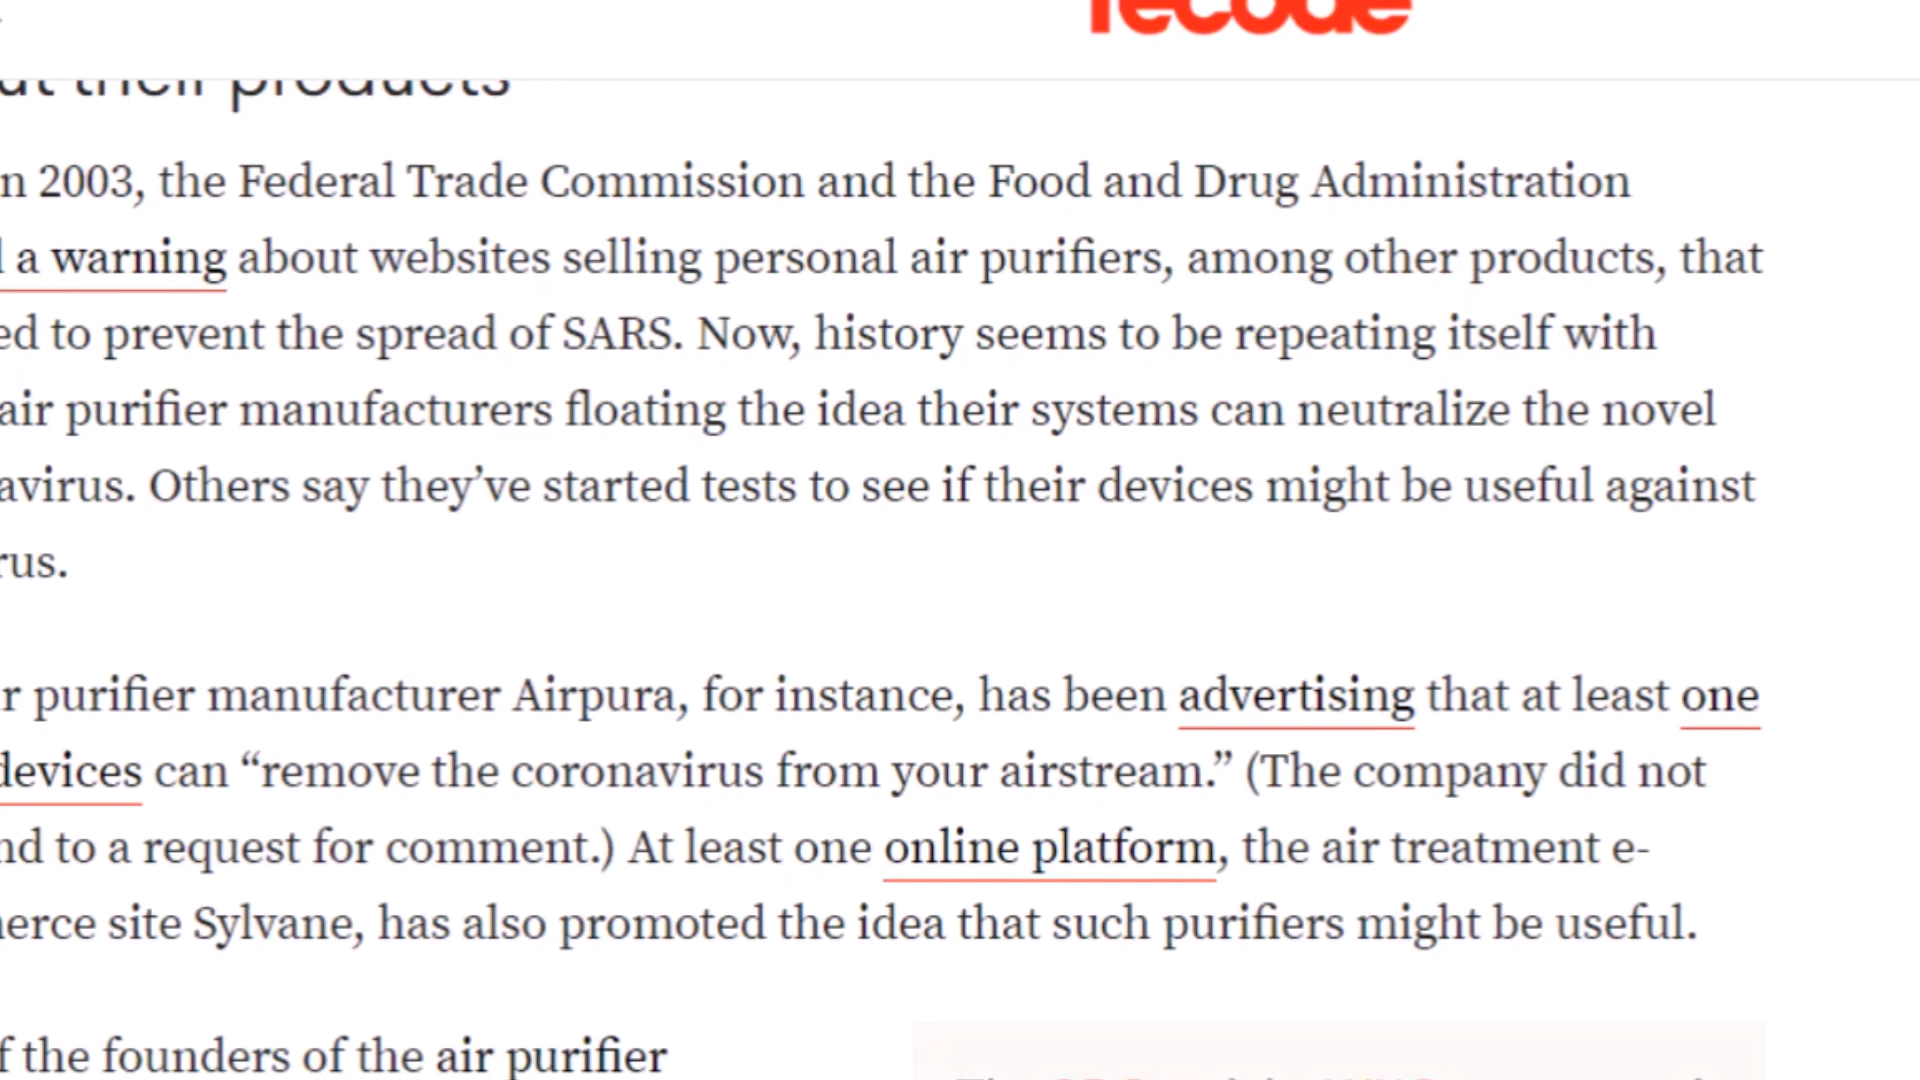 recode
ut their products
n 2003, the Federal Trade Commission and the Food and Drug Administration
a warning about websites selling personal air purifiers, among other products, that
ed to prevent the spread of SARS. Now, history seems to be repeating itself with
air purifier manufacturers floating the idea their systems can neutralize the novel
avirus. Others say they’ve started tests to see if their devices might be useful against
rus.
r purifier manufacturer Airpura, for instance, has been advertising that at least one
devices can “remove the coronavirus from your airstream.” (The company did not
nd to a request for comment.) At least one online platform, the air treatment e-
erce site Sylvane, has also promoted the idea that such purifiers might be useful.
f the founders of the air purifier